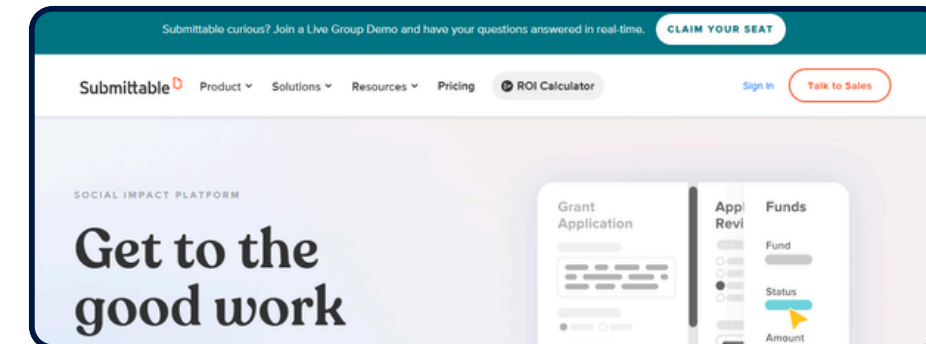 Submittable curious? Join a Live Group Demo and have your questions answered in real-time. CLAIM YOUR SEAT
Submittable Product Solutions Resources Pricing ROI Calculator Sign In Talk to Sales
SOCIAL IMPACT PLATFORM
Get to the
good work
Grant
Application
Appl
Revi
Funds
Fund
Status
Amount